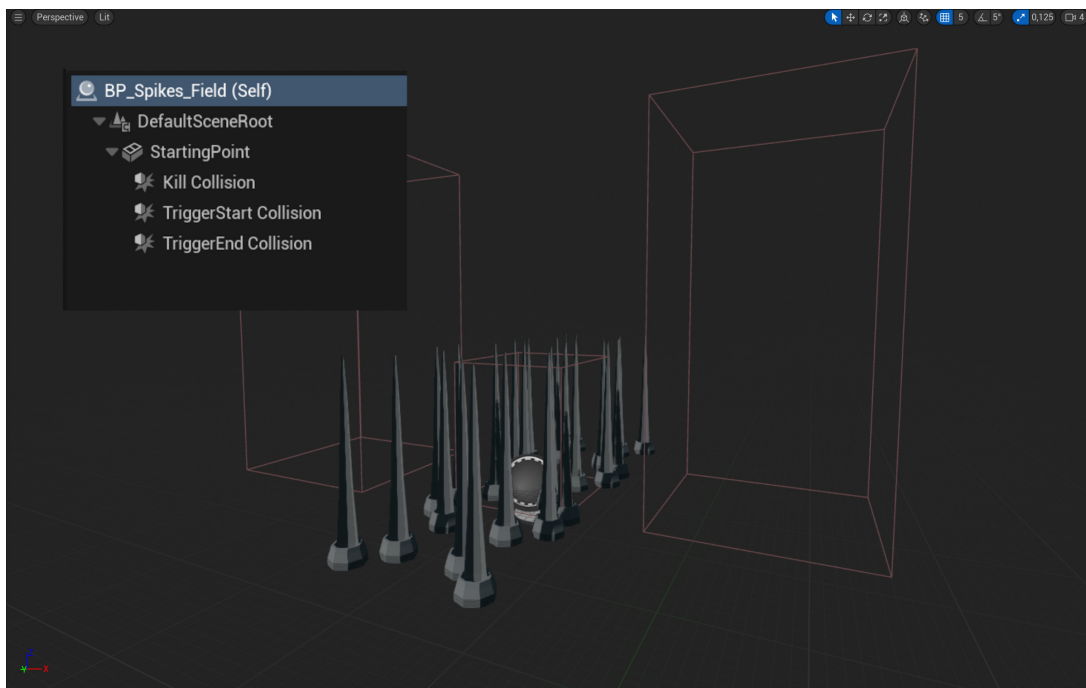 Perspective Lit 5 5° 0,125 4
BP_Spikes_Field (Self)
DefaultSceneRoot
StartingPoint
Kill Collision
TriggerStart Collision
TriggerEnd Collision
X